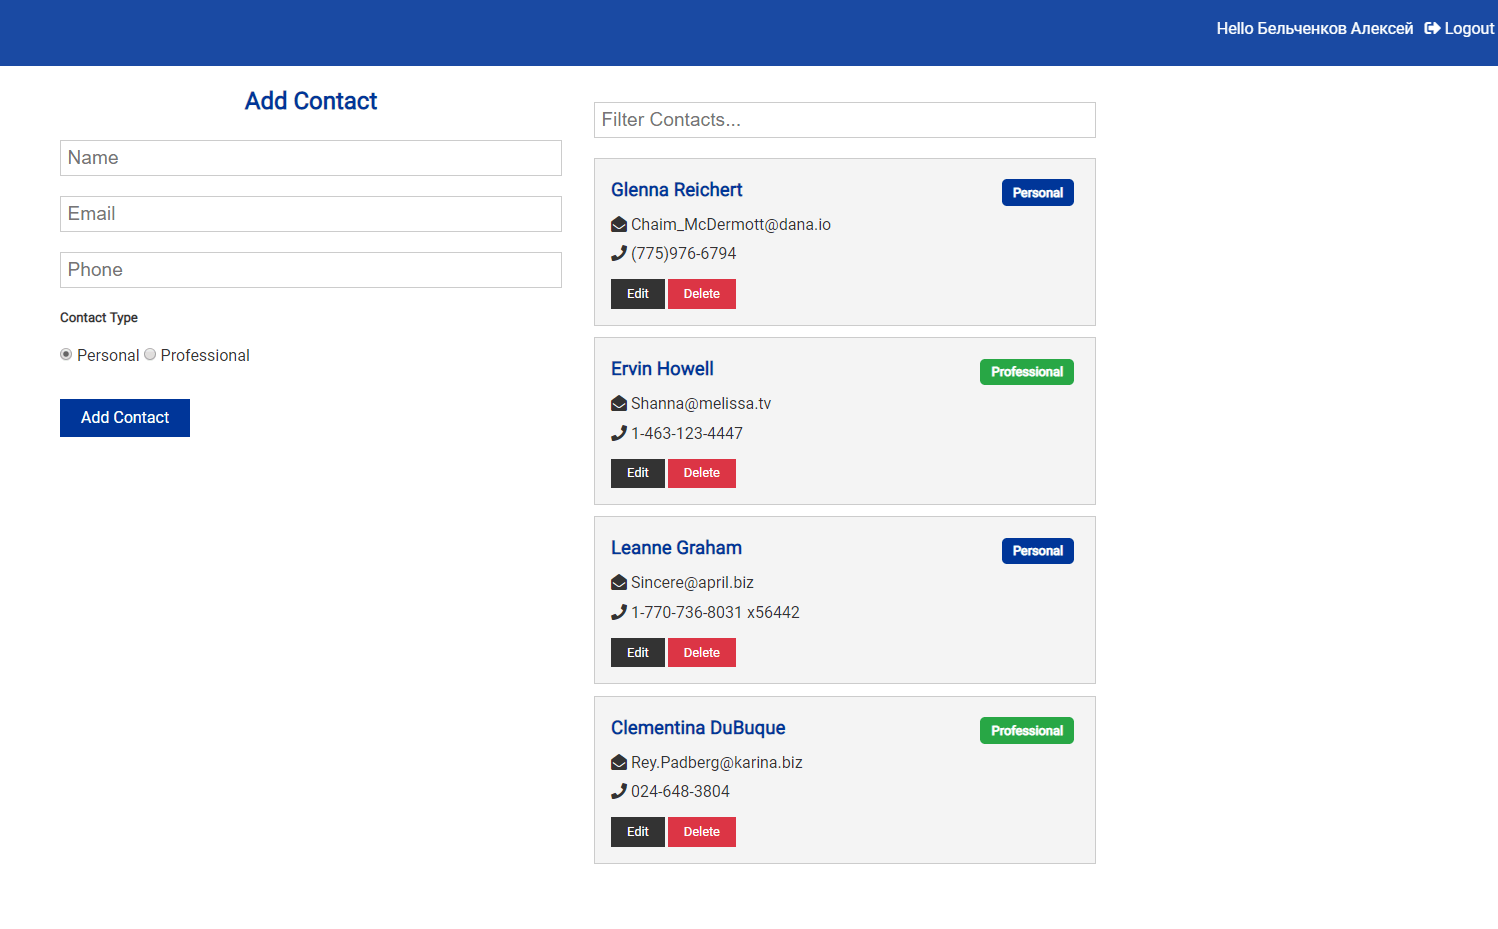 Hello Бельченков Алексей Logout
Add Contact
Name
Email
Phone
Contact Type
Personal Professional
Add Contact
Filter Contacts...
Glenna Reichert Personal
Chaim_McDermott@dana.io
(775)976-6794
Edit Delete
Ervin Howell Professional
Shanna@melissa.tv
1-463-123-4447
Edit Delete
Leanne Graham Personal
Sincere@april.biz
1-770-736-8031 x56442
Edit Delete
Clementina DuBuque Professional
Rey.Padberg@karina.biz
024-648-3804
Edit Delete